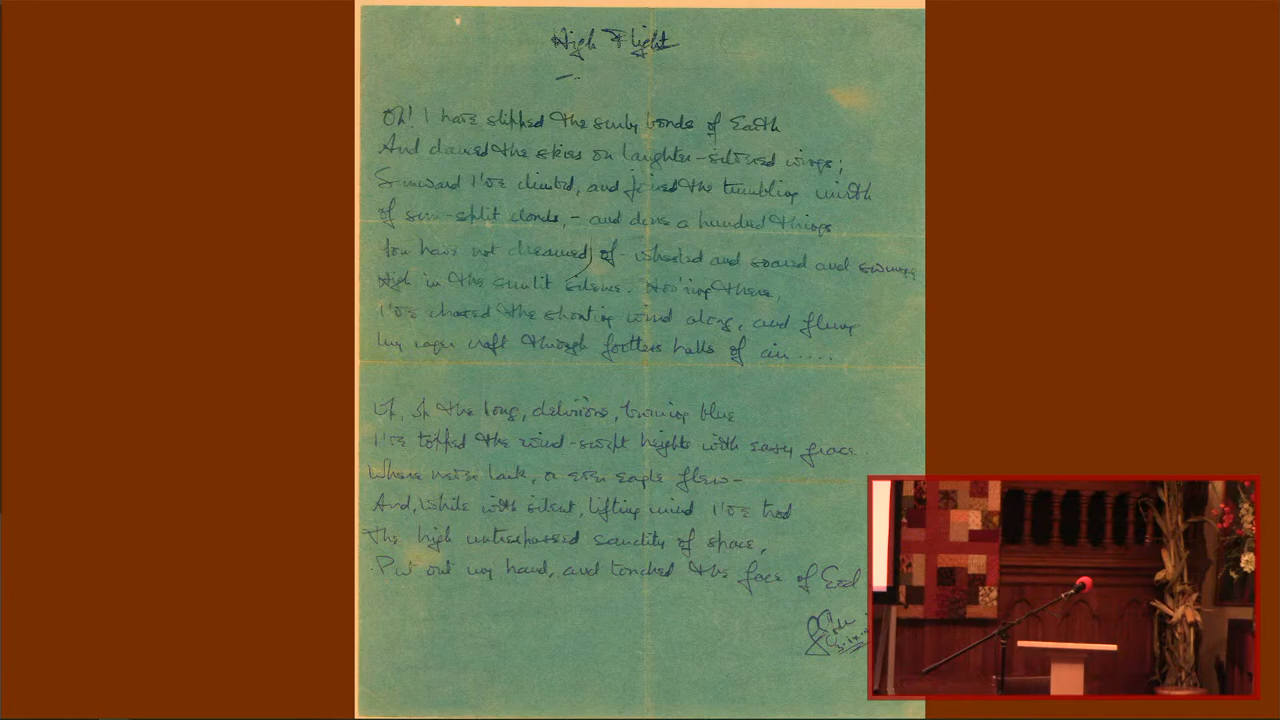 High Flight
Oh! I have slipped the surly bonds of Earth
And danced the skies on laughter-silvered wings;
Sunward I've climbed, and joined the tumbling mirth
of sun-split clouds, - and done a hundred things
You have not dreamed of - wheeled and soared and swung
High in the sunlit silence. Hov'ring there,
I've chased the shouting wind along, and flung
My eager craft through footless halls of air....
Up, up the long, delirious, burning blue
I've topped the wind-swept heights with easy grace
Where never lark, or even eagle flew-
And, while with silent, lifting mind I've trod
The high untrespassed sanctity of space,
Put out my hand, and touched the face of God